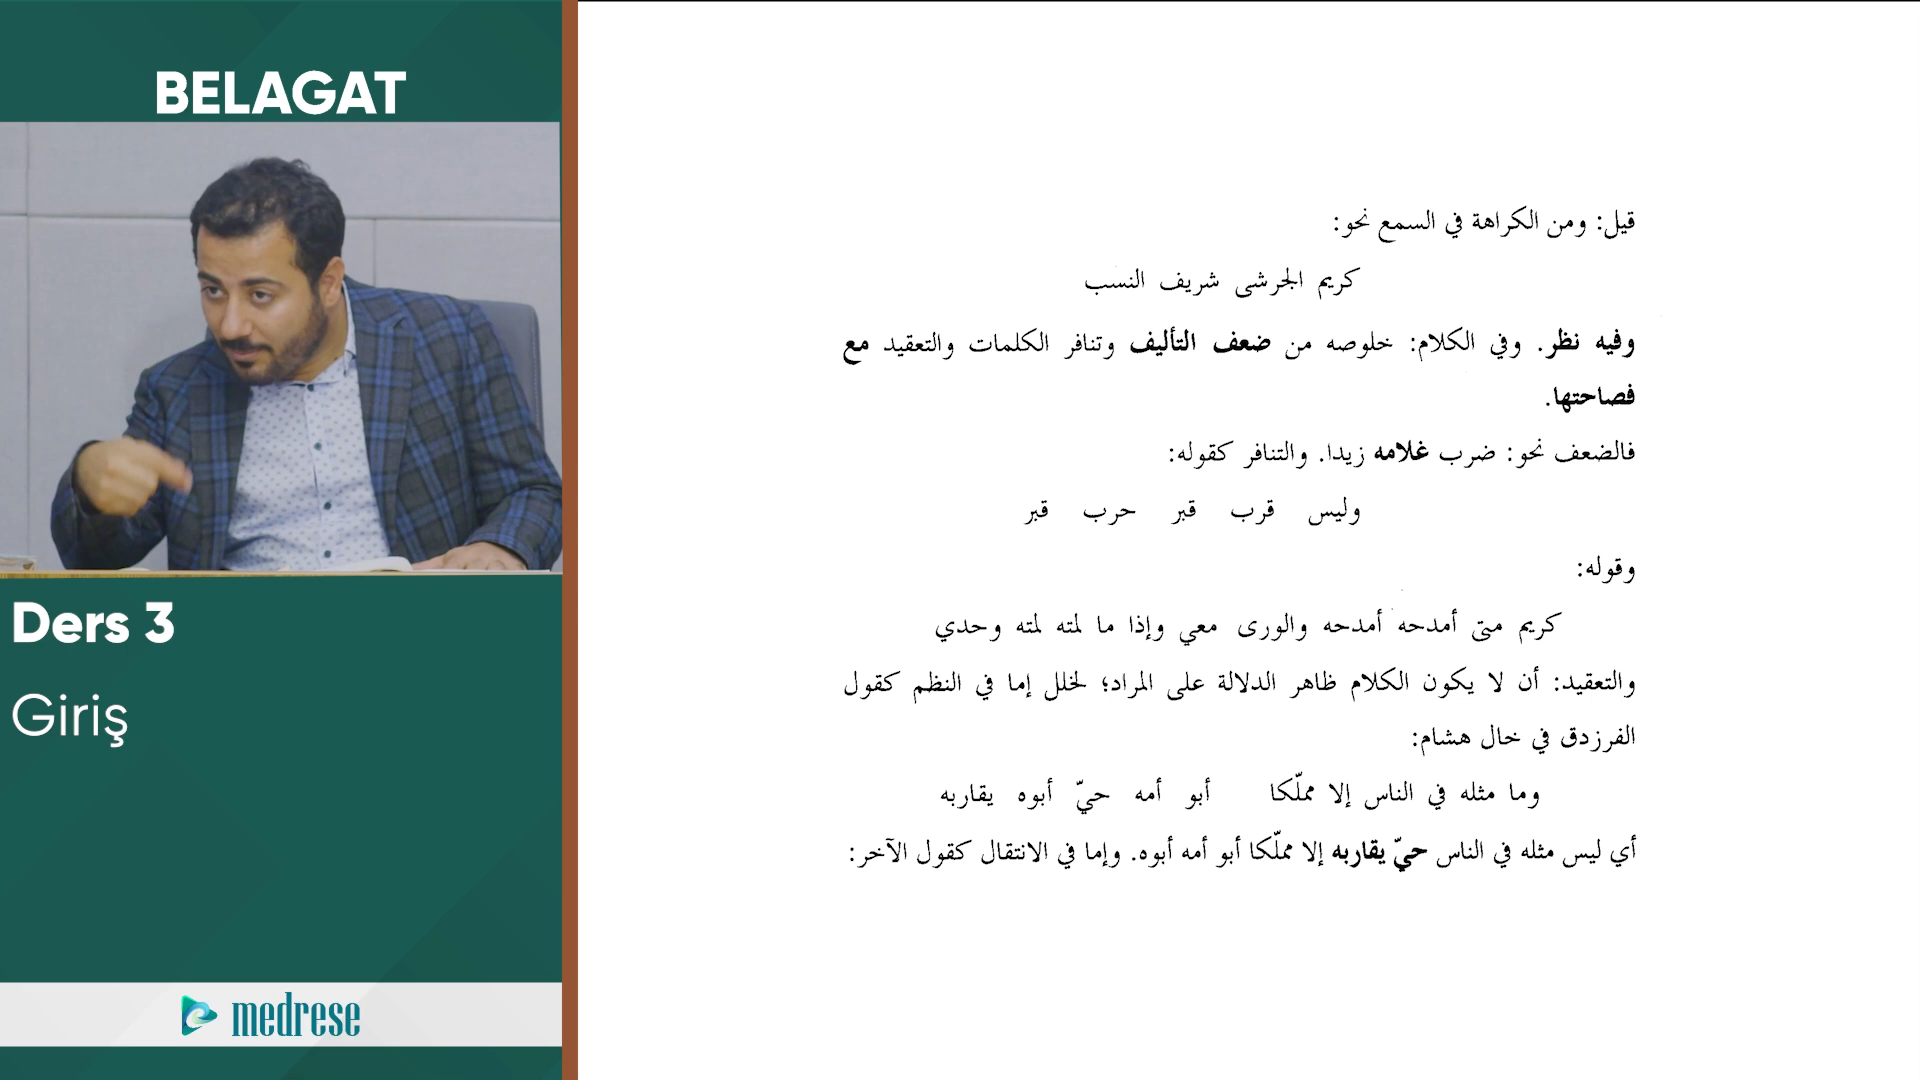 BELAGAT
Ders 3
Giriş
medrese
قيل: ومن الكراهة في السمع نحو:
كريم الجرشى شريف النسب
وفيه نظر. وفي الكلام: خلوصه من ضعف التأليف وتنافر الكلمات والتعقيد مع
فصاحتها.
فالضعف نحو: ضرب غلامه زيدا. والتنافر كقوله:
وليس قرب قبر حرب قبر
وقوله:
كريم متى أمدحه أمدحه والورى معي وإذا ما لمته لمته وحدي
والتعقيد: أن لا يكون الكلام ظاهر الدلالة على المراد؛ لخلل إما في النظم كقول
الفرزدق في خال هشام:
وما مثله في الناس إلا مملّكا أبو أمه حيّ أبوه يقاربه
أي ليس مثله في الناس حيّ يقاربه إلا مملّكا أبو أمه أبوه. وإما في الانتقال كقول الآخر: